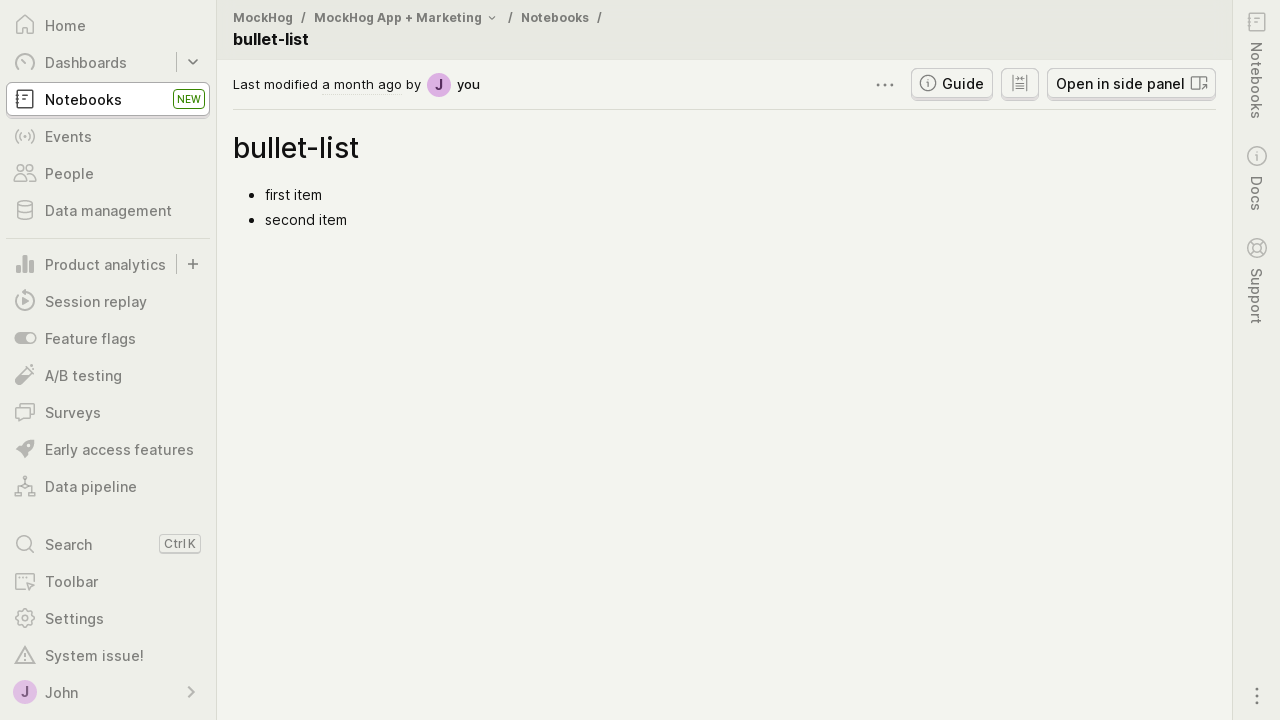 Home
Dashboards
Notebooks NEW
Events
People
Data management
Product analytics
Session replay
Feature flags
A/B testing
Surveys
Early access features
Data pipeline
Search Ctrl K
Toolbar
Settings
System issue!
J John
MockHog / MockHog App + Marketing / Notebooks /
bullet-list
Last modified a month ago by J you
Guide
Open in side panel
bullet-list
• first item
• second item
Notebooks
Docs
Support